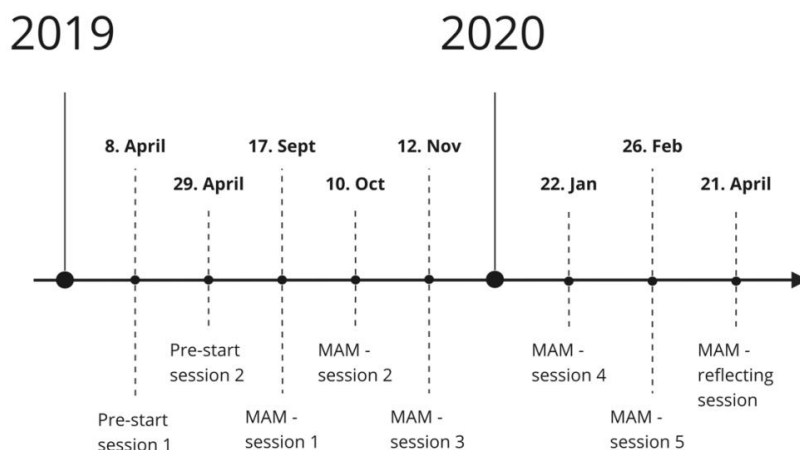 2019
2020
8. April
17. Sept
12. Nov
26. Feb
29. April
10. Oct
22. Jan
21. April
Pre-start
session 2
MAM -
session 2
MAM -
session 4
MAM -
reflecting
session
Pre-start
session 1
MAM -
session 1
MAM -
session 3
MAM -
session 5